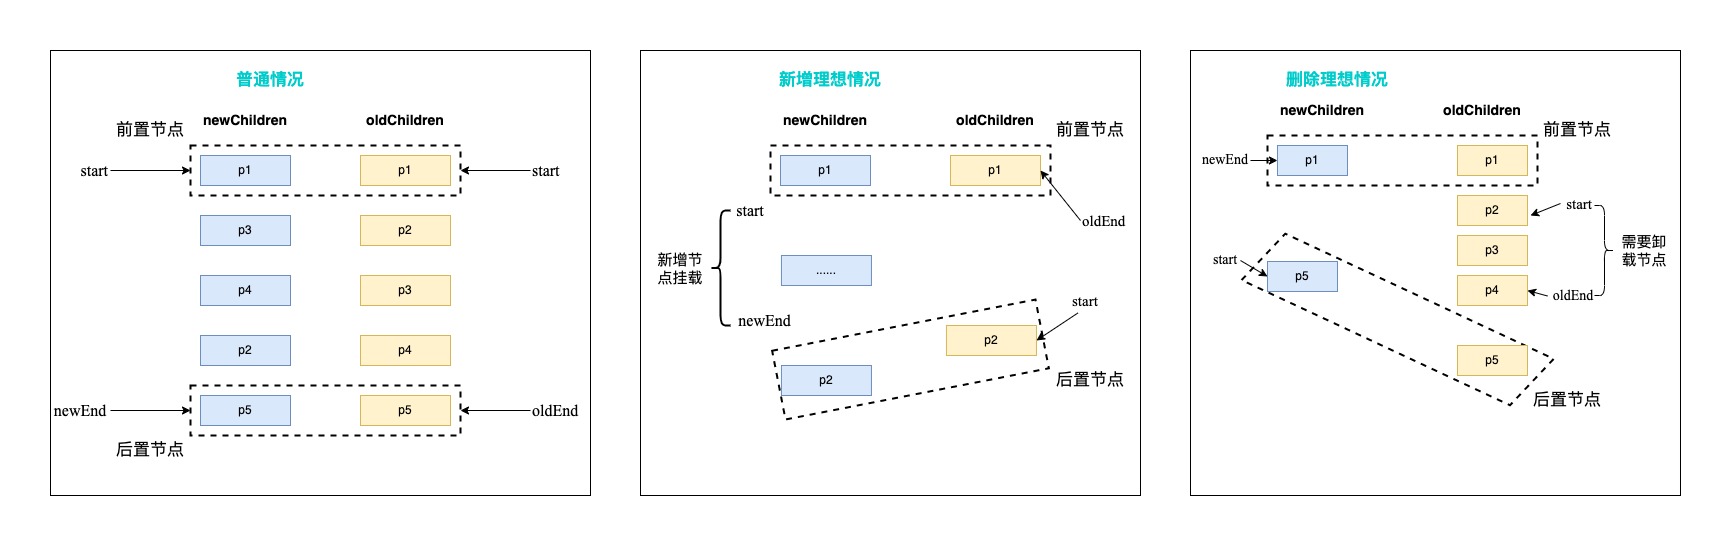 普通情况
newChildren
oldChildren
前置节点
start
p1
p1
start
p3
p2
p4
p3
p2
p4
newEnd
p5
p5
oldEnd
后置节点
新增理想情况
newChildren
oldChildren
前置节点
p1
p1
start
oldEnd
新增节
点挂载
......
newEnd
start
p2
p2
后置节点
删除理想情况
newChildren
oldChildren
前置节点
newEnd
p1
p1
p2
start
start
p5
p3
需要卸
载节点
p4
oldEnd
p5
后置节点